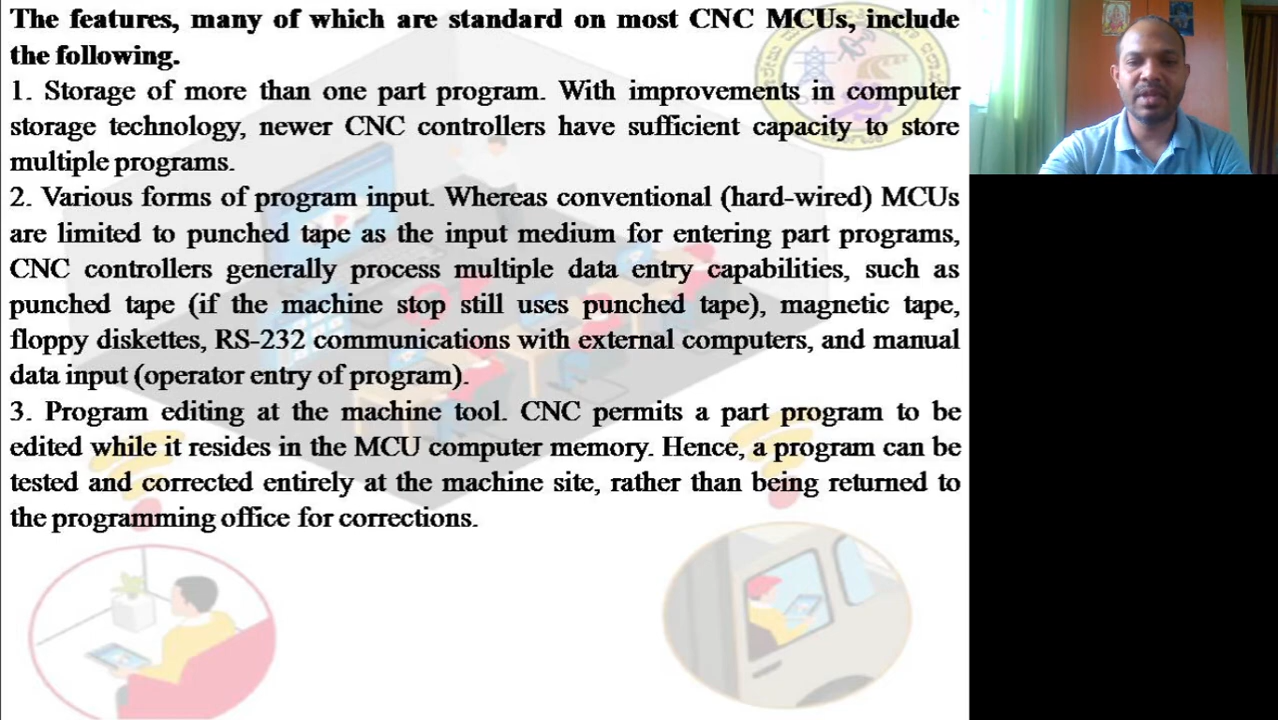 The features, many of which are standard on most CNC MCUs, include
the following.
1. Storage of more than one part program. With improvements in computer
storage technology, newer CNC controllers have sufficient capacity to store
multiple programs.
2. Various forms of program input. Whereas conventional (hard-wired) MCUs
are limited to punched tape as the input medium for entering part programs,
CNC controllers generally process multiple data entry capabilities, such as
punched tape (if the machine stop still uses punched tape), magnetic tape,
floppy diskettes, RS-232 communications with external computers, and manual
data input (operator entry of program).
3. Program editing at the machine tool. CNC permits a part program to be
edited while it resides in the MCU computer memory. Hence, a program can be
tested and corrected entirely at the machine site, rather than being returned to
the programming office for corrections.